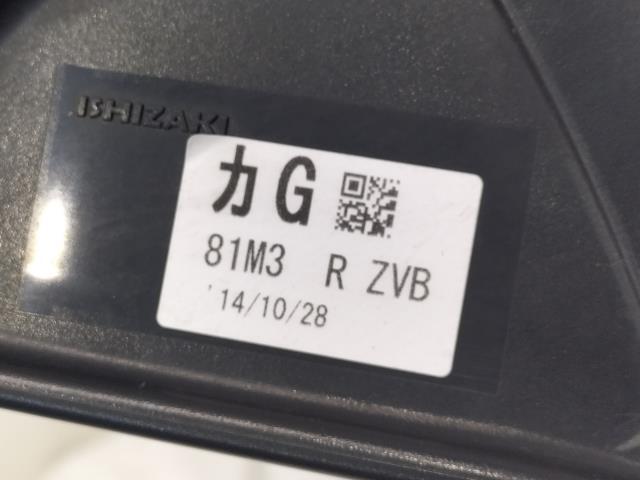 ISHIZAKI
カG
81M3 R ZVB
'14/10/28